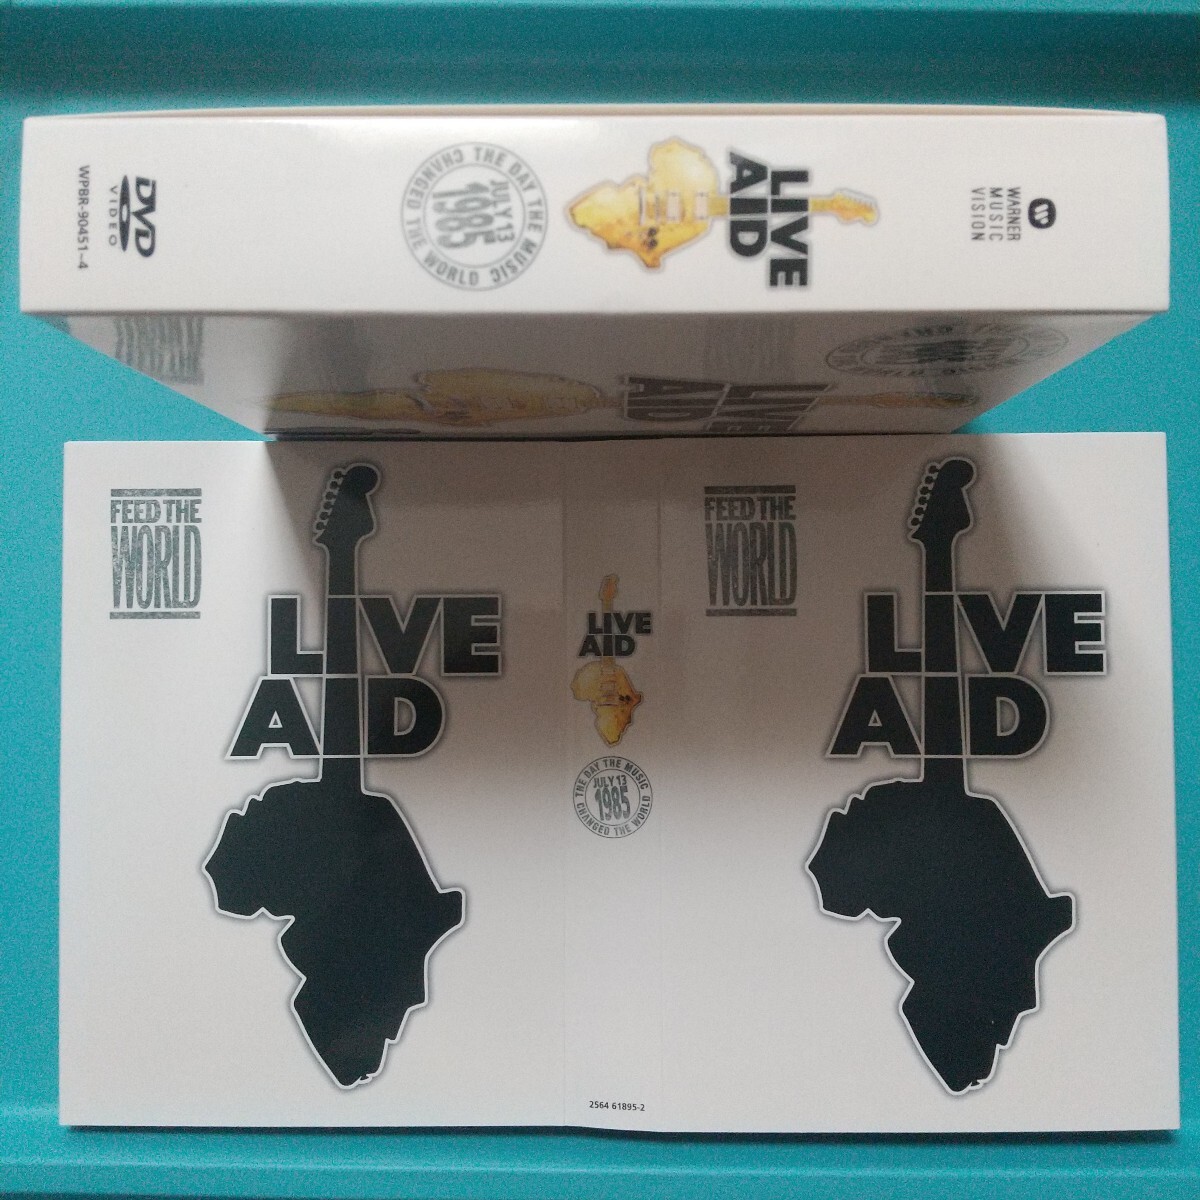 WPBR-90451~4
DVD
VIDEO
THE DAY THE MUSIC
CHANGED THE WORLD
JULY 13
1985
LIVE
AID
WARNER
MUSIC
VISION
LIVE
AID
FEED THE
WORLD
LIVE
AID
LIVE
AID
THE DAY THE MUSIC
CHANGED THE WORLD
JULY 13
1985
2564 61895-2
FEED THE
WORLD
LIVE
AID